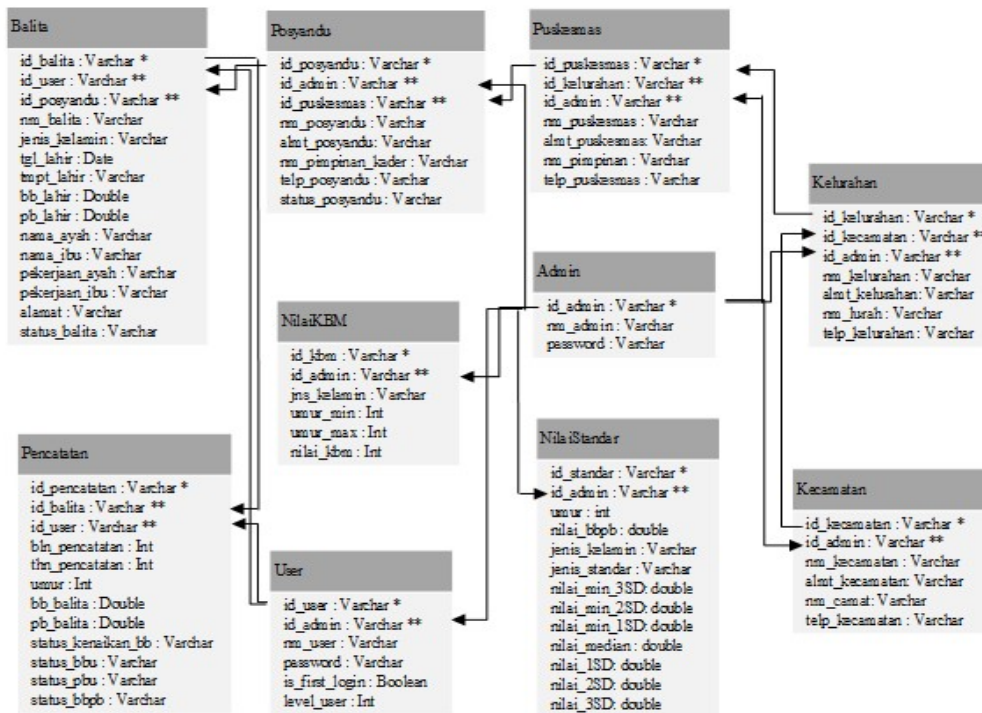 Balita
id_balita : Varchar *
id_user : Varchar **
id_posyandu : Varchar **
nm_balita : Varchar
jenis_kelamin : Varchar
tgl_lahir : Date
tmpt_lahir : Varchar
bb_lahir : Double
pb_lahir : Double
nama_ayah : Varchar
nama_ibu : Varchar
pekerjaan_ayah : Varchar
pekerjaan_ibu : Varchar
alamat : Varchar
status_balita : Varchar
Posyandu
id_posyandu : Varchar *
id_admin : Varchar **
id_puskesmas : Varchar **
nm_posyandu : Varchar
almt_posyandu: Varchar
nm_pimpinan_kader : Varchar
telp_posyandu : Varchar
status_posyandu : Varchar
Puskesmas
id_puskesmas : Varchar *
id_kelurahan : Varchar **
id_admin : Varchar **
nm_puskesmas : Varchar
almt_puskesmas: Varchar
nm_pimpinan : Varchar
telp_puskesmas : Varchar
Kelurahan
id_kelurahan : Varchar *
id_kecamatan : Varchar **
id_admin : Varchar **
nm_kelurahan : Varchar
almt_kelurahan: Varchar
nm_lurah : Varchar
telp_kelurahan : Varchar
Admin
id_admin : Varchar *
nm_admin : Varchar
password : Varchar
NilaiKBM
id_kbm : Varchar *
id_admin : Varchar **
jns_kelamin : Varchar
umur_min : Int
umur_max : Int
nilai_kbm : Int
Pencatatan
id_pencatatan : Varchar *
id_balita : Varchar **
id_user : Varchar **
bln_pencatatan : Int
thn_pencatatan : Int
umur : Int
bb_balita : Double
pb_balita : Double
status_kenaikan_bb : Varchar
status_bbu : Varchar
status_pbu : Varchar
status_bbpb : Varchar
User
id_user : Varchar *
id_admin : Varchar **
nm_user : Varchar
password : Varchar
is_first_login : Boolean
level_user : Int
NilaiStandar
id_standar : Varchar *
id_admin : Varchar **
umur : int
nilai_bbpb : double
jenis_kelamin : Varchar
jenis_standar : Varchar
nilai_min_3SD: double
nilai_min_2SD: double
nilai_min_1SD: double
nilai_median : double
nilai_1SD: double
nilai_2SD: double
nilai_3SD: double
Kecamatan
id_kecamatan : Varchar *
id_admin : Varchar **
nm_kecamatan : Varchar
almt_kecamatan: Varchar
nm_camat: Varchar
telp_kecamatan : Varchar